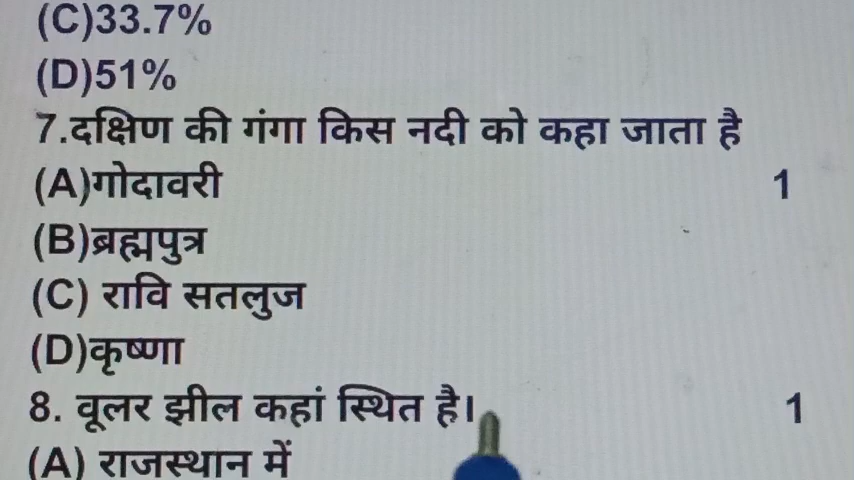 (C)33.7%
(D)51%
7.दक्षिण की गंगा किस नदी को कहा जाता है
(A)गोदावरी 1
(B)ब्रह्मपुत्र
(C) रावि सतलुज
(D)कृष्णा
8. वूलर झील कहां स्थित है। 1
(A) राजस्थान में